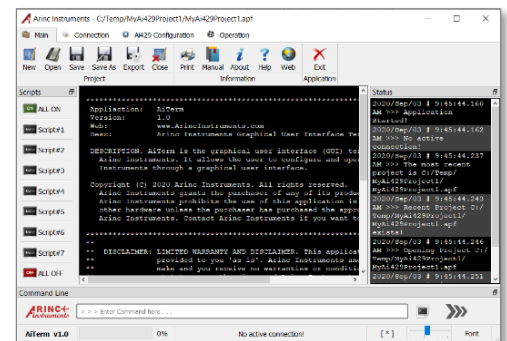 Arinc Instruments - C:/Temp/MyAi429Project1/MyAi429Project1.apf
Main Connection AI429 Configuration Operation
New Open Save Save As Export Close Print Manual About Help Web Exit
Project Information Application
Scripts
ON ALL ON
Script#1
Script#2
Script#3
Script#4
Script#5
Script#6
Script#7
OFF ALL OFF
Appliaction: AiTerm
Version: 1.0
Web: www.ArincInstruments.com
Desc: Arinc Instruments Graphical User Interface Ter
DESCRIPTION. AiTerm is the graphical user interface (GUI) ter
Arinc Instruments. It allows the user to configure and oper
Instruments through a graphical user interface.
Copyright (C) 2020 Arinc Instruments. All rights reserved.
Arinc Instruments grants the purchaser of any of its produc
Arinc Instruments prohibits the use of this application in
other hardware unless the purchaser has purchased the appro
Arinc Instruments. Contact Arinc Instruments if you want to
**
** DISCLAIMER: LIMITED WARRANTY AND DISCLAIMER. This applicat
** provided to you 'as is'. Arinc Instruments and
** make and you receive no warranties or conditio
Status
2020/Sep/03 @ 9:45:44.160
AM >>> Application
Started!
2020/Sep/03 @ 9:45:44.162
AM >>> No active
connection!
2020/Sep/03 @ 9:45:44.237
AM >>> The most recent
project is C:/Temp/
MyAi429Project1/
MyAi429Project1.apf
2020/Sep/03 @ 9:45:44.243
AM >>> Recent Project C:/
Temp/MyAi429Project1/
MyAi429Project1.apf
exists!
2020/Sep/03 @ 9:45:44.246
AM >>> Opening Project C:/
Temp/MyAi429Project1/
MyAi429Project1.apf
2020/Sep/03 @ 9:45:44.251
Command Line
ARINC
instruments
> > > Enter Command here . . .
AiTerm v1.0 0% No active connection! [*] Font